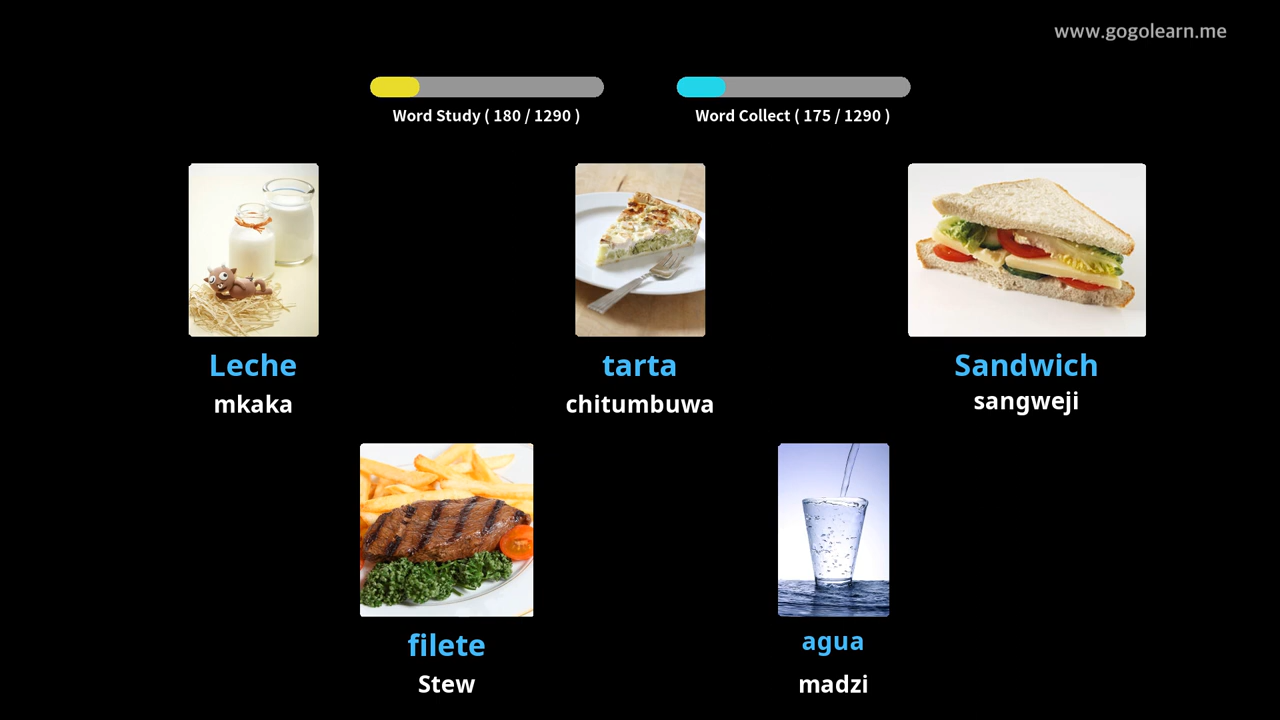 www.gogolearn.me
Word Study ( 180 / 1290 )
Word Collect ( 175 / 1290 )
Leche
mkaka
tarta
chitumbuwa
Sandwich
sangweji
filete
Stew
agua
madzi